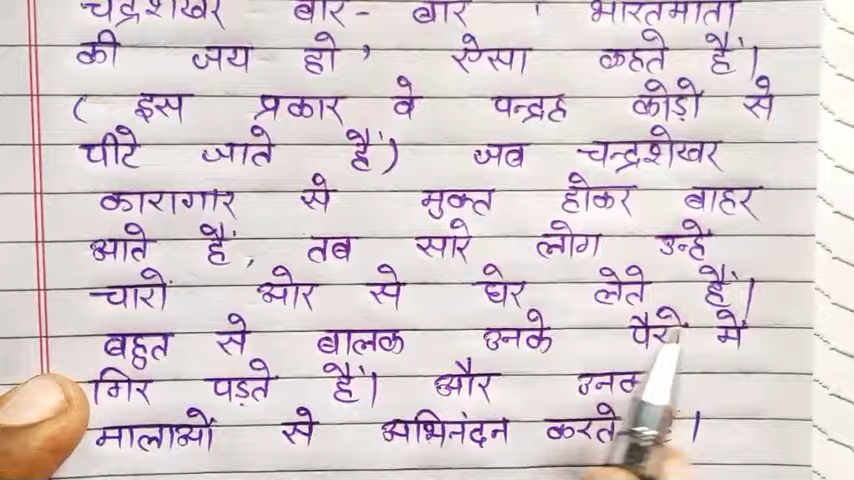 चंद्रशेखर बार- बार ' भारतमाता
की जय हो' ऐसा कहते हैं।
( इस प्रकार वे पन्द्रह कोड़ो से
पीटे जाते हैं) जब चन्द्रशेखर
कारागार से मुक्त होकर बाहर
आते हैं, तब सारे लोग उन्हें
चारों ओर से घेर लेते हैं।
बहुत से बालक उनके में
गिर पड़ते हैं। और
मालाओं से अभिनंदन करते ।